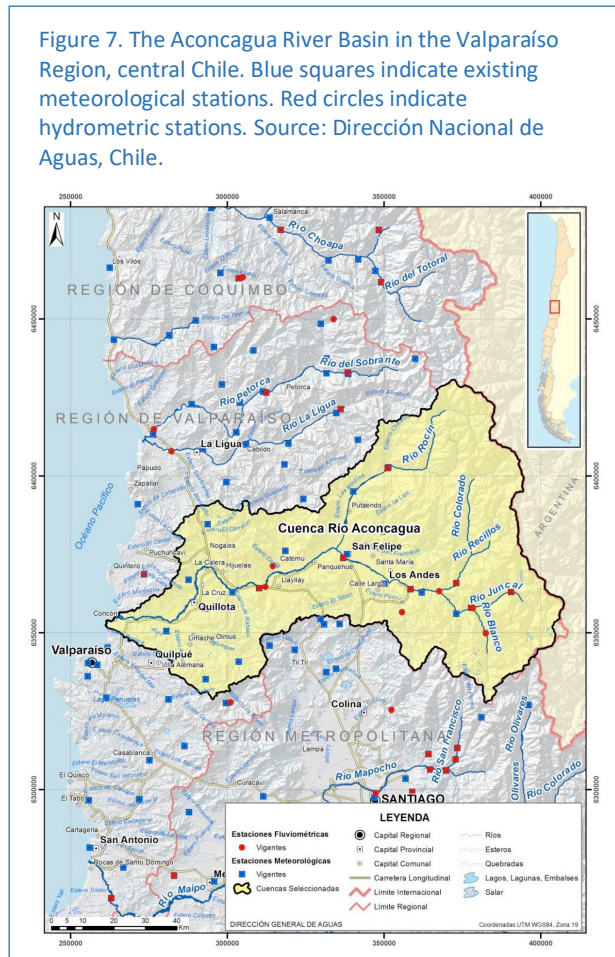 Figure 7. The Aconcagua River Basin in the Valparaíso
Region, central Chile. Blue squares indicate existing
meteorological stations. Red circles indicate
hydrometric stations. Source: Dirección Nacional de
Aguas, Chile.
250000 300000 350000 400000
N
Salamanca
Río Choapa
Los Vilos
Río del Totoral
REGIÓN DE COQUIMBO
6450000
6450000
Río del Sobrante
Río Petorca
Petorca
REGIÓN DE VALPARAÍSO
Río La Ligua
La Ligua
Cabildo
Papudo
Zapallar
6400000
6400000
Río Rocín
Océano Pacífico
ARGENTINA
Putaendo
Río Colorado
Cuenca Río Aconcagua
Puchuncaví
Nogales
San Felipe
Río Recillos
Catemu
Santa María
La Calera
Hijuelas
Panquehue
Quintero
Llayllay
Calle Larga
Los Andes
Río Juncal
La Cruz
Quillota
Concón
Río Blanco
Limache
Olmué
6350000
6350000
Valparaíso
Quilpué
Villa Alemana
Til Til
Colina
REGIÓN METROPOLITANA
Lampa
Río San Francisco
Río Olivares
Casablanca
Curacaví
Río Mapocho
Olivares
Río Colorado
El Quisco
El Tabo
SANTIAGO
6300000
6300000
Cartagena
San Antonio
Rocas de Santo Domingo
Río Maipo
LEYENDA
Estaciones Fluviométricas
Vigentes
Estaciones Meteorológicas
Vigentes
Cuencas Seleccionadas
Capital Regional
Capital Provincial
Capital Comunal
Carretera Longitudinal
Límite Internacional
Límite Regional
Ríos
Esteros
Quebradas
Lagos, Lagunas, Embalses
Salar
0 5 10 20 30 40
Km
DIRECCIÓN GENERAL DE AGUAS
Coordenadas UTM WGS84, Zona 19
250000 300000 350000 400000